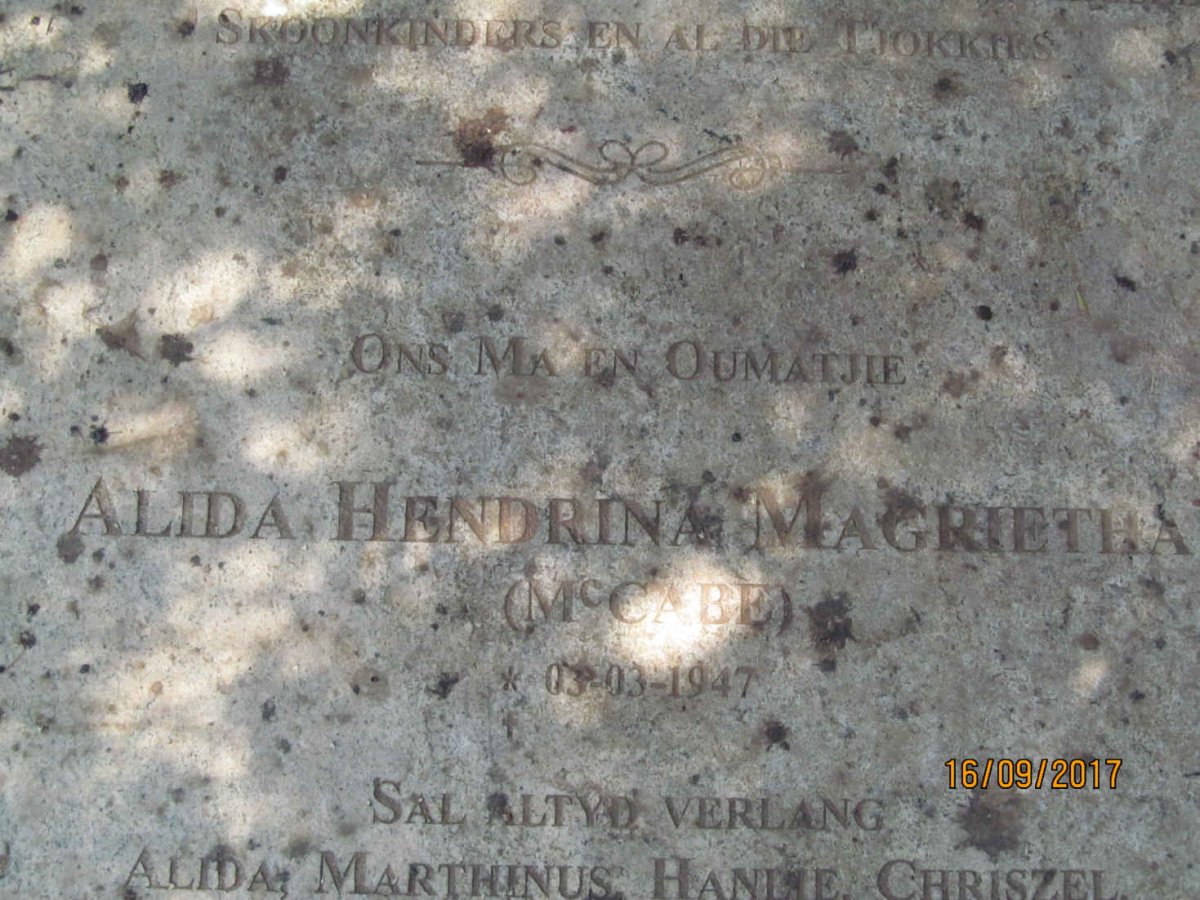 SKOONKINDERS EN AL DIE TJOKKIES
ONS MA EN OUMATJIE
ALIDA HENDRINA MAGRIETHA
(McCABE)
* 03-03-1947
16/09/2017
SAL ALTYD VERLANG
ALIDA, MARTHINUS, HANLIE, CHRISZEL